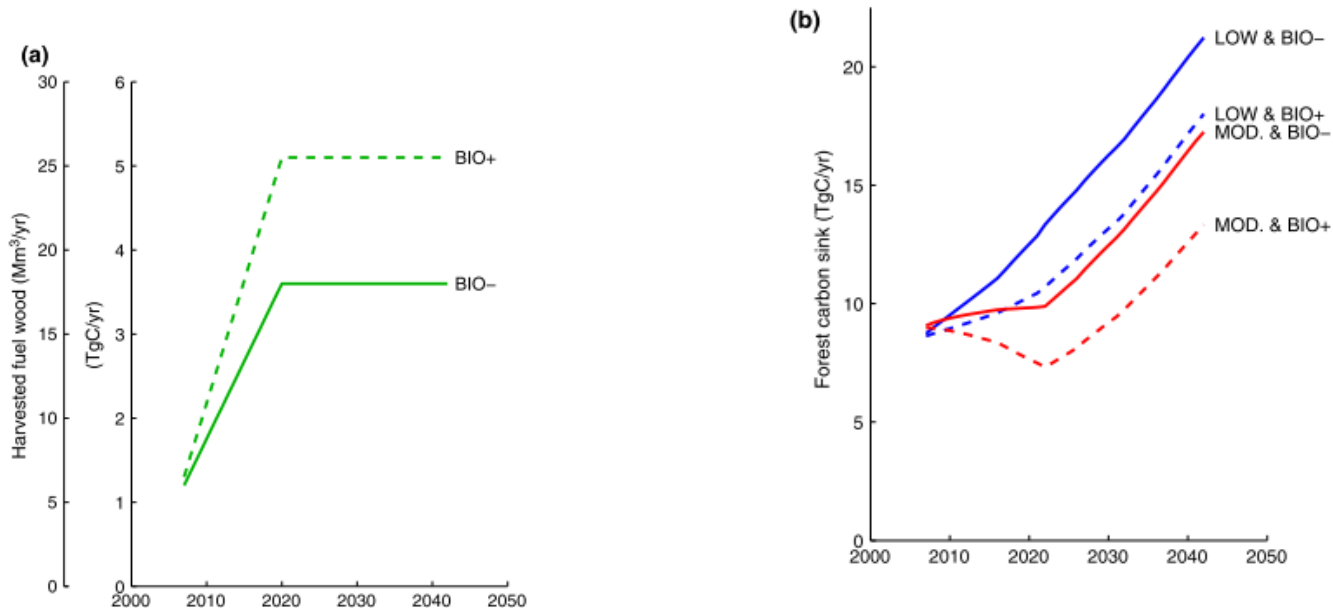 (a)
30
25
20
15
10
5
0
Harvested fuel wood (Mm³/yr)
6
5
4
3
2
1
0
(TgC/yr)
BIO+
BIO−
2000 2010 2020 2030 2040 2050
(b)
20
15
10
5
0
Forest carbon sink (TgC/yr)
LOW & BIO−
LOW & BIO+
MOD. & BIO−
MOD. & BIO+
2000 2010 2020 2030 2040 2050